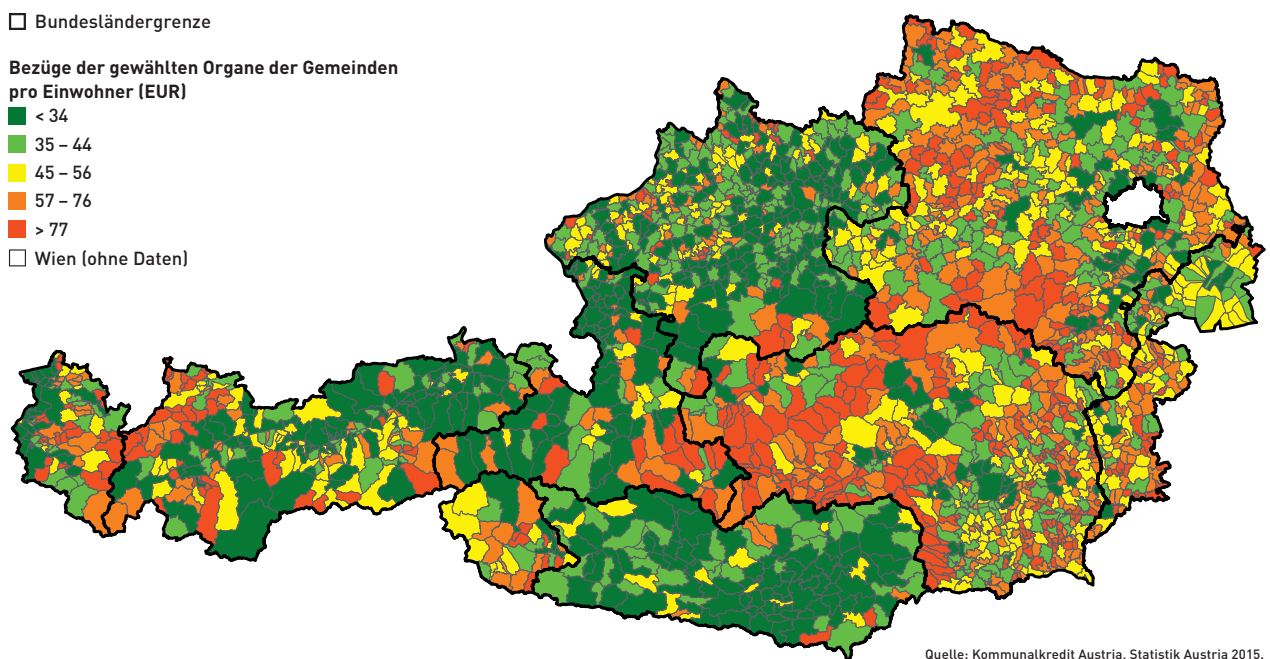 Bundesländergrenze
Bezüge der gewählten Organe der Gemeinden
pro Einwohner (EUR)
< 34
35 – 44
45 – 56
57 – 76
> 77
Wien (ohne Daten)
Quelle: Kommunalkredit Austria. Statistik Austria 2015.